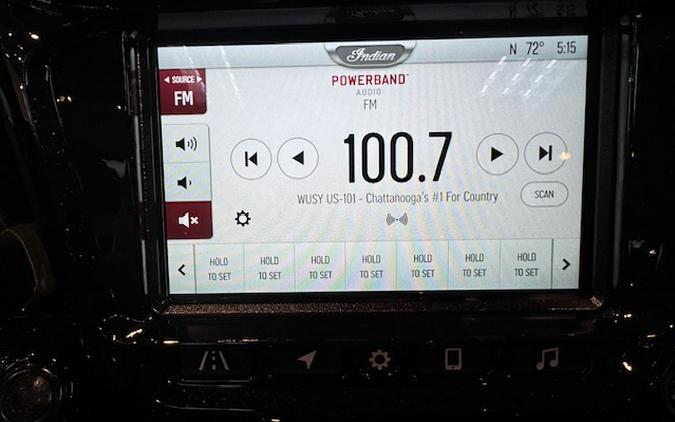 Indian
N 72° 5:15
SOURCE
FM
POWERBAND™
AUDIO
FM
100.7
WUSY US-101 - Chattanooga's #1 For Country
SCAN
HOLD TO SET
HOLD TO SET
HOLD TO SET
HOLD TO SET
HOLD TO SET
HOLD TO SET
HOLD TO SET